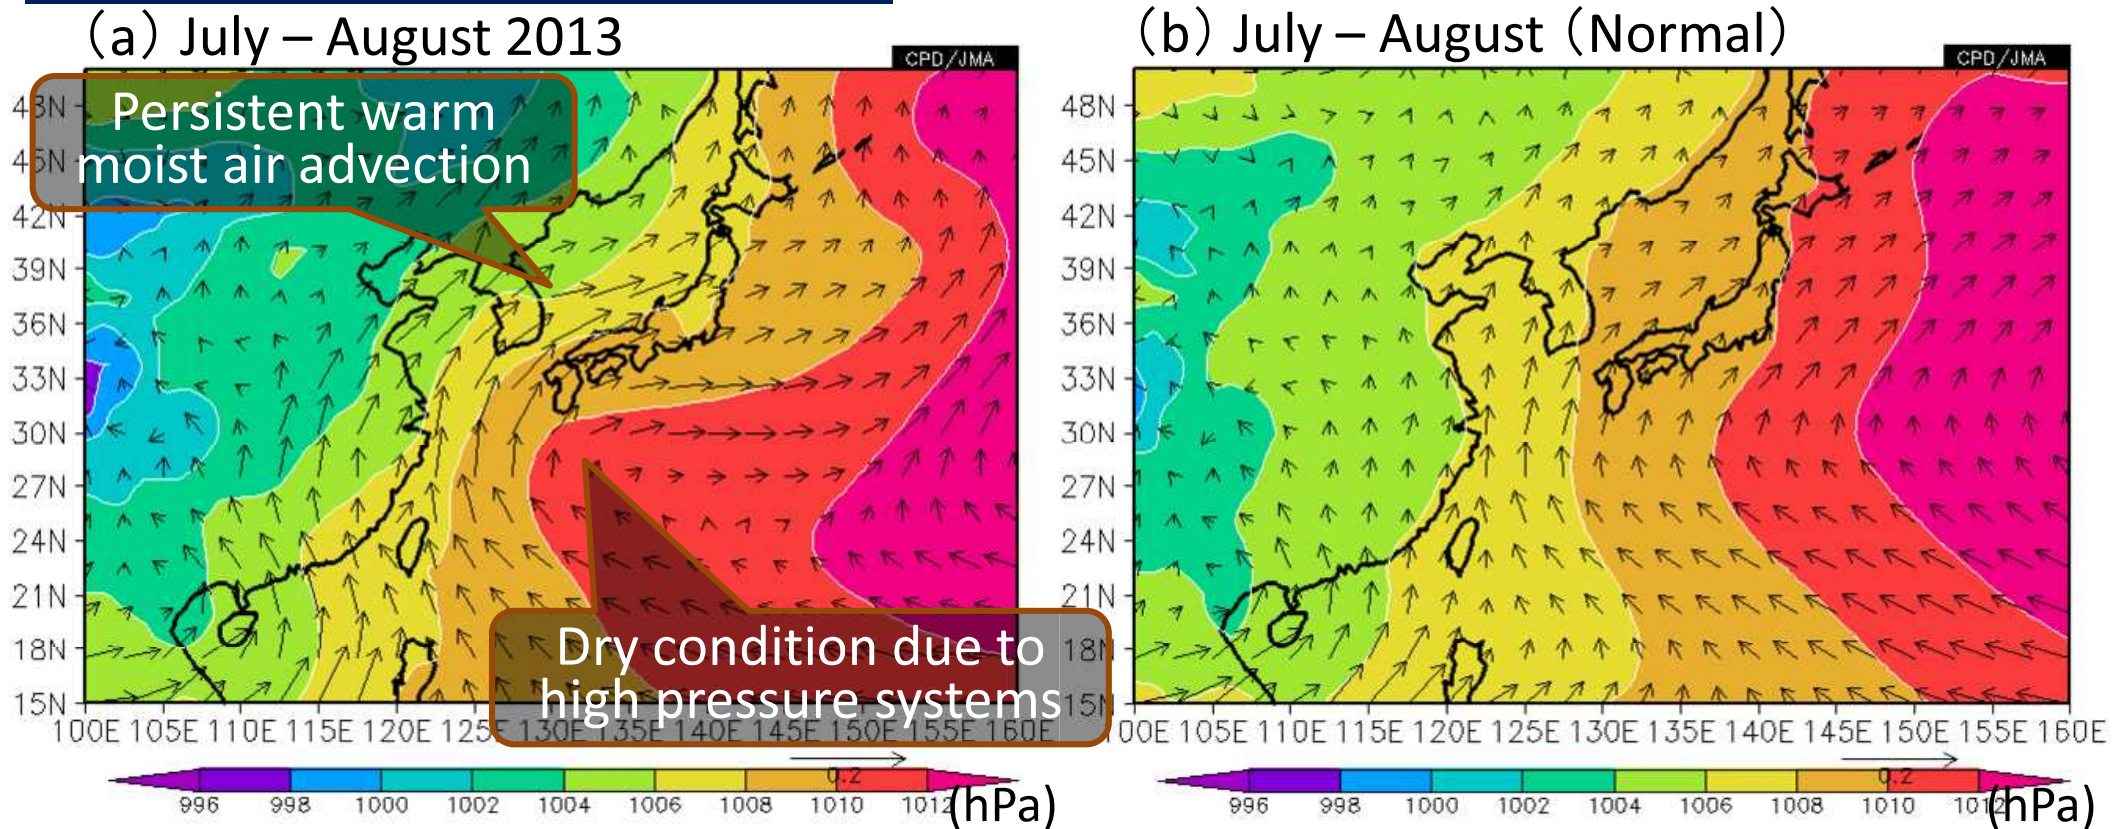 (a) July – August 2013
CPD/JMA
Persistent warm
moist air advection
48N
45N
42N
39N
36N
33N
30N
27N
24N
21N
18N
15N
Dry condition due to
high pressure systems
100E 105E 110E 115E 120E 125 130E 135E 140E 145E 150E 155E 160E
0.2
996 998 1000 1002 1004 1006 1008 1010 1012 (hPa)
(b) July – August (Normal)
CPD/JMA
48N
45N
42N
39N
36N
33N
30N
27N
24N
21N
18N
15N
00E 105E 110E 115E 120E 125E 130E 135E 140E 145E 150E 155E 160E
0.2
996 998 1000 1002 1004 1006 1008 1010 1012 (hPa)